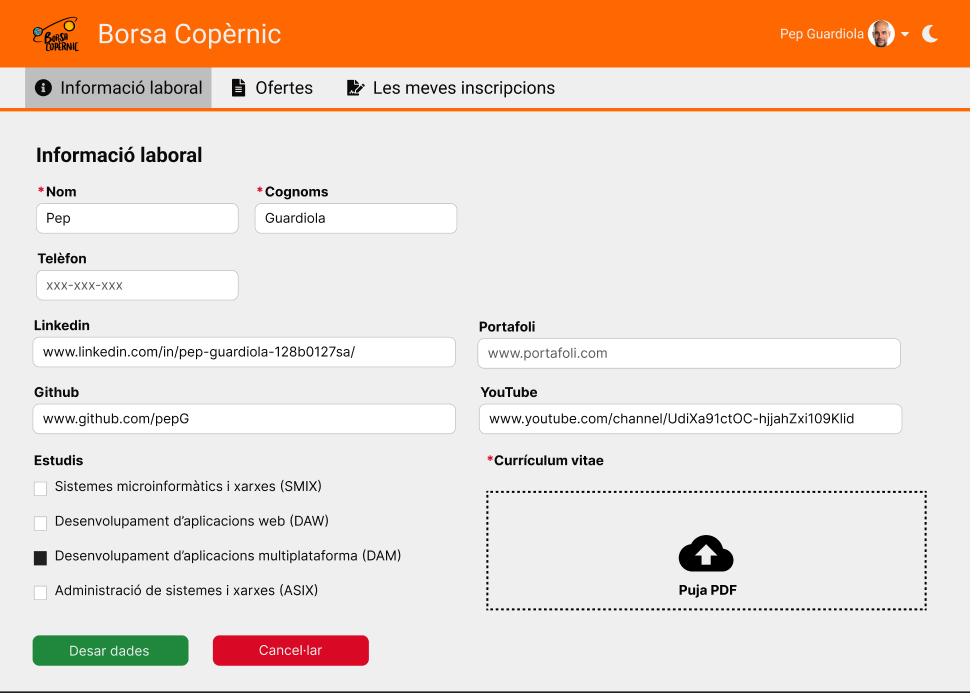 BORSA
COPÈRNIC
Borsa Copèrnic
Pep Guardiola
Informació laboral
Ofertes
Les meves inscripcions
Informació laboral
*Nom
*Cognoms
Pep
Guardiola
Telèfon
xxx-xxx-xxx
Linkedin
Portafoli
www.linkedin.com/in/pep-guardiola-128b0127sa/
www.portafoli.com
Github
YouTube
www.github.com/pepG
www.youtube.com/channel/UdiXa91ctOC-hjjahZxi109Klid
Estudis
*Currículum vitae
Sistemes microinformàtics i xarxes (SMIX)
Desenvolupament d'aplicacions web (DAW)
Desenvolupament d'aplicacions multiplataforma (DAM)
Administració de sistemes i xarxes (ASIX)
Puja PDF
Desar dades
Cancel·lar